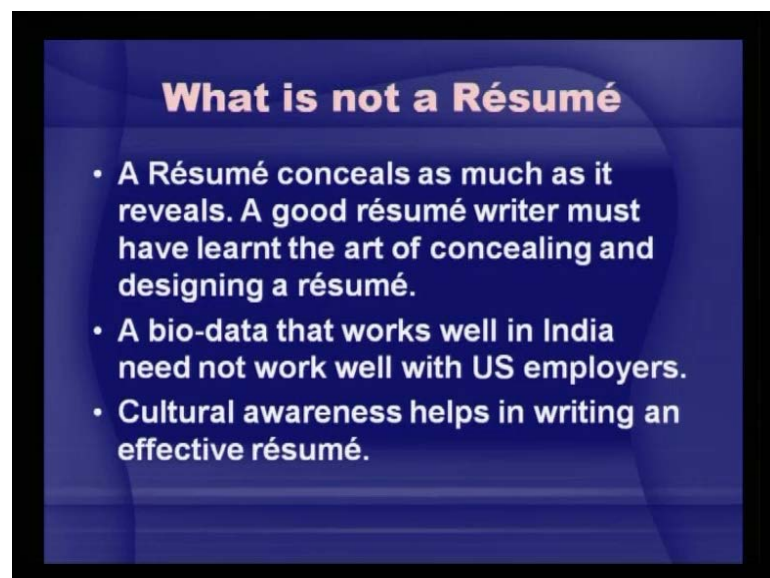 What is not a Résumé
• A Résumé conceals as much as it
reveals. A good résumé writer must
have learnt the art of concealing and
designing a résumé.
• A bio-data that works well in India
need not work well with US employers.
• Cultural awareness helps in writing an
effective résumé.